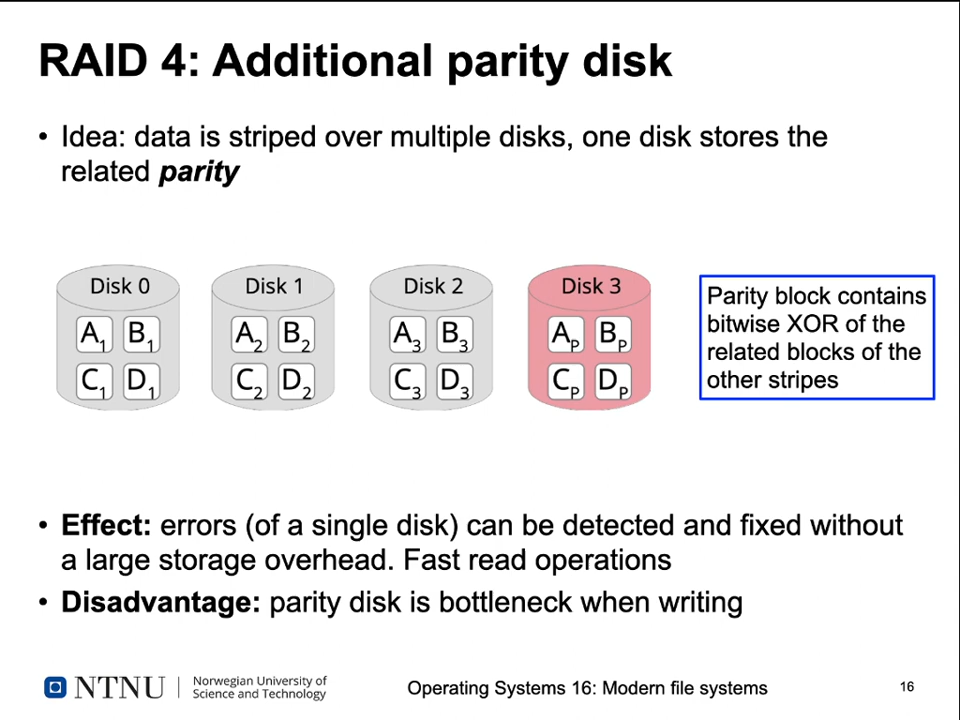 RAID 4: Additional parity disk
• Idea: data is striped over multiple disks, one disk stores the
related parity
Disk 0
A1 B1
C1 D1
Disk 1
A2 B2
C2 D2
Disk 2
A3 B3
C3 D3
Disk 3
AP BP
CP DP
Parity block contains
bitwise XOR of the
related blocks of the
other stripes
• Effect: errors (of a single disk) can be detected and fixed without
a large storage overhead. Fast read operations
• Disadvantage: parity disk is bottleneck when writing
NTNU
Norwegian University of
Science and Technology
Operating Systems 16: Modern file systems
16